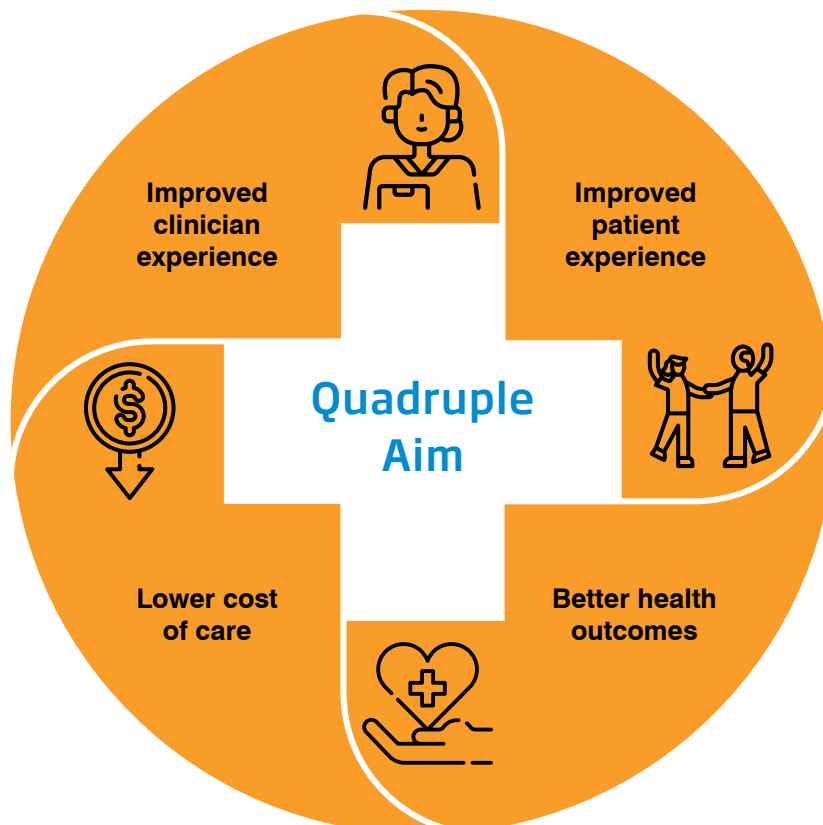 Improved
clinician
experience
Improved
patient
experience
Quadruple
Aim
Lower cost
of care
Better health
outcomes